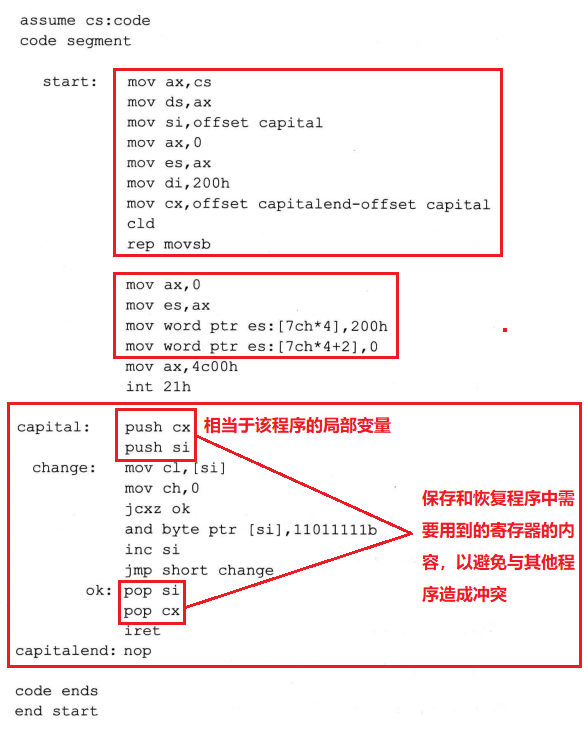 assume cs:code
code segment
start: mov ax,cs
mov ds,ax
mov si,offset capital
mov ax,0
mov es,ax
mov di,200h
mov cx,offset capitalend-offset capital
cld
rep movsb
mov ax,0
mov es,ax
mov word ptr es:[7ch*4],200h
mov word ptr es:[7ch*4+2],0
mov ax,4c00h
int 21h
capital: push cx 相当于该程序的局部变量
push si
change: mov cl,[si]
mov ch,0
jcxz ok
and byte ptr [si],11011111b
inc si
jmp short change
ok: pop si
pop cx
iret
capitalend: nop
保存和恢复程序中需
要用到的寄存器的内
容，以避免与其他程
序造成冲突
code ends
end start